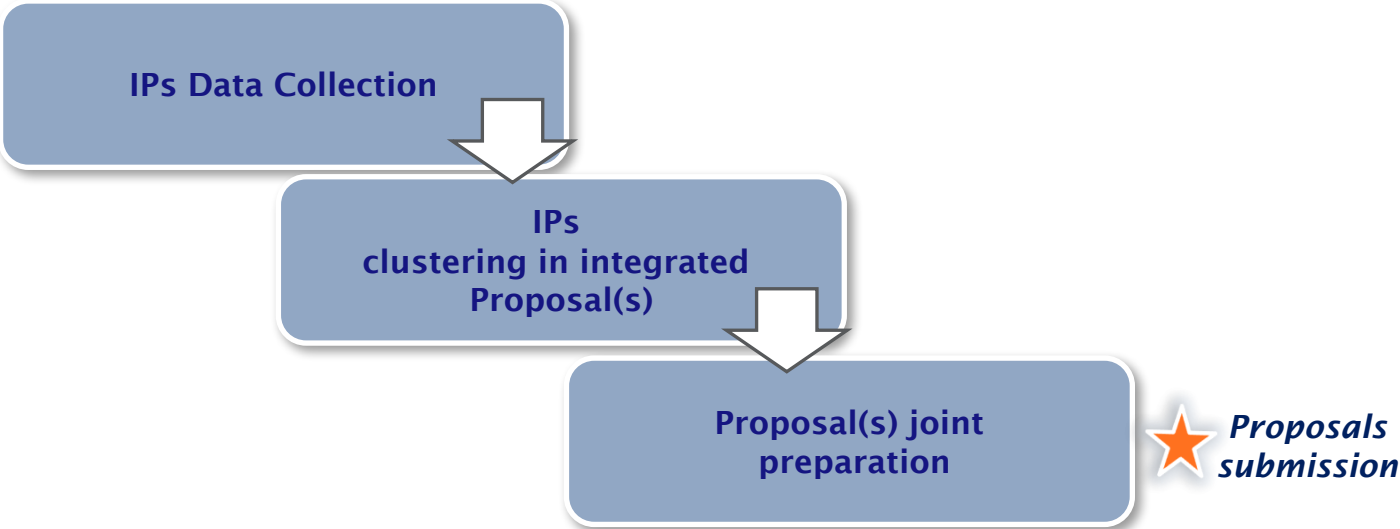 IPs Data Collection
IPs
clustering in integrated
Proposal(s)
Proposal(s) joint
preparation
Proposals
submission